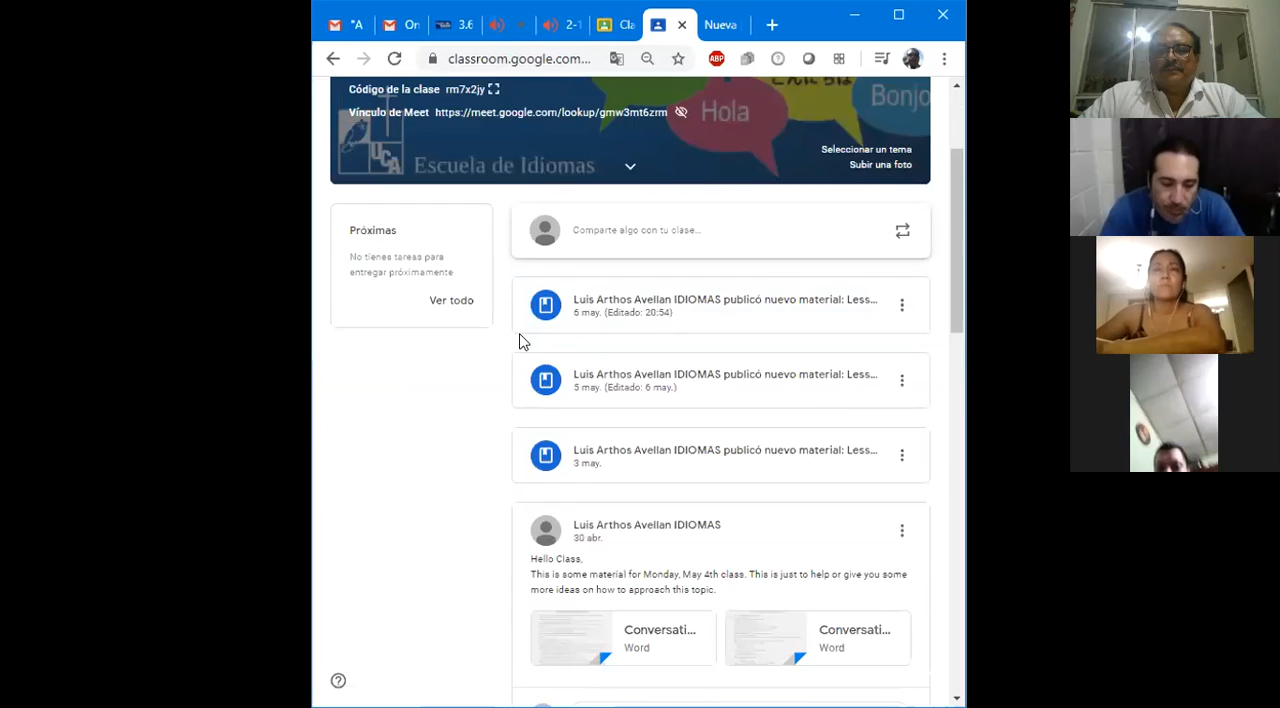 "A
On
3.6
2-1
Cla
Nueva
classroom.google.com...
ABP
Código de la clase rm7x2jy
Vínculo de Meet https://meet.google.com/lookup/gmw3mt6zrm
Hola
Bonjo
こんにちは
UCA
Escuela de Idiomas
Seleccionar un tema
Subir una foto
Próximas
No tienes tareas para
entregar próximamente
Ver todo
Comparte algo con tu clase...
Luis Arthos Avellan IDIOMAS publicó nuevo material: Less...
6 may. (Editado: 20:54)
Luis Arthos Avellan IDIOMAS publicó nuevo material: Less...
5 may. (Editado: 6 may.)
Luis Arthos Avellan IDIOMAS publicó nuevo material: Less...
3 may.
Luis Arthos Avellan IDIOMAS
30 abr.
Hello Class,
This is some material for Monday, May 4th class. This is just to help or give you some
more ideas on how to approach this topic.
Conversati...
Word
Conversati...
Word